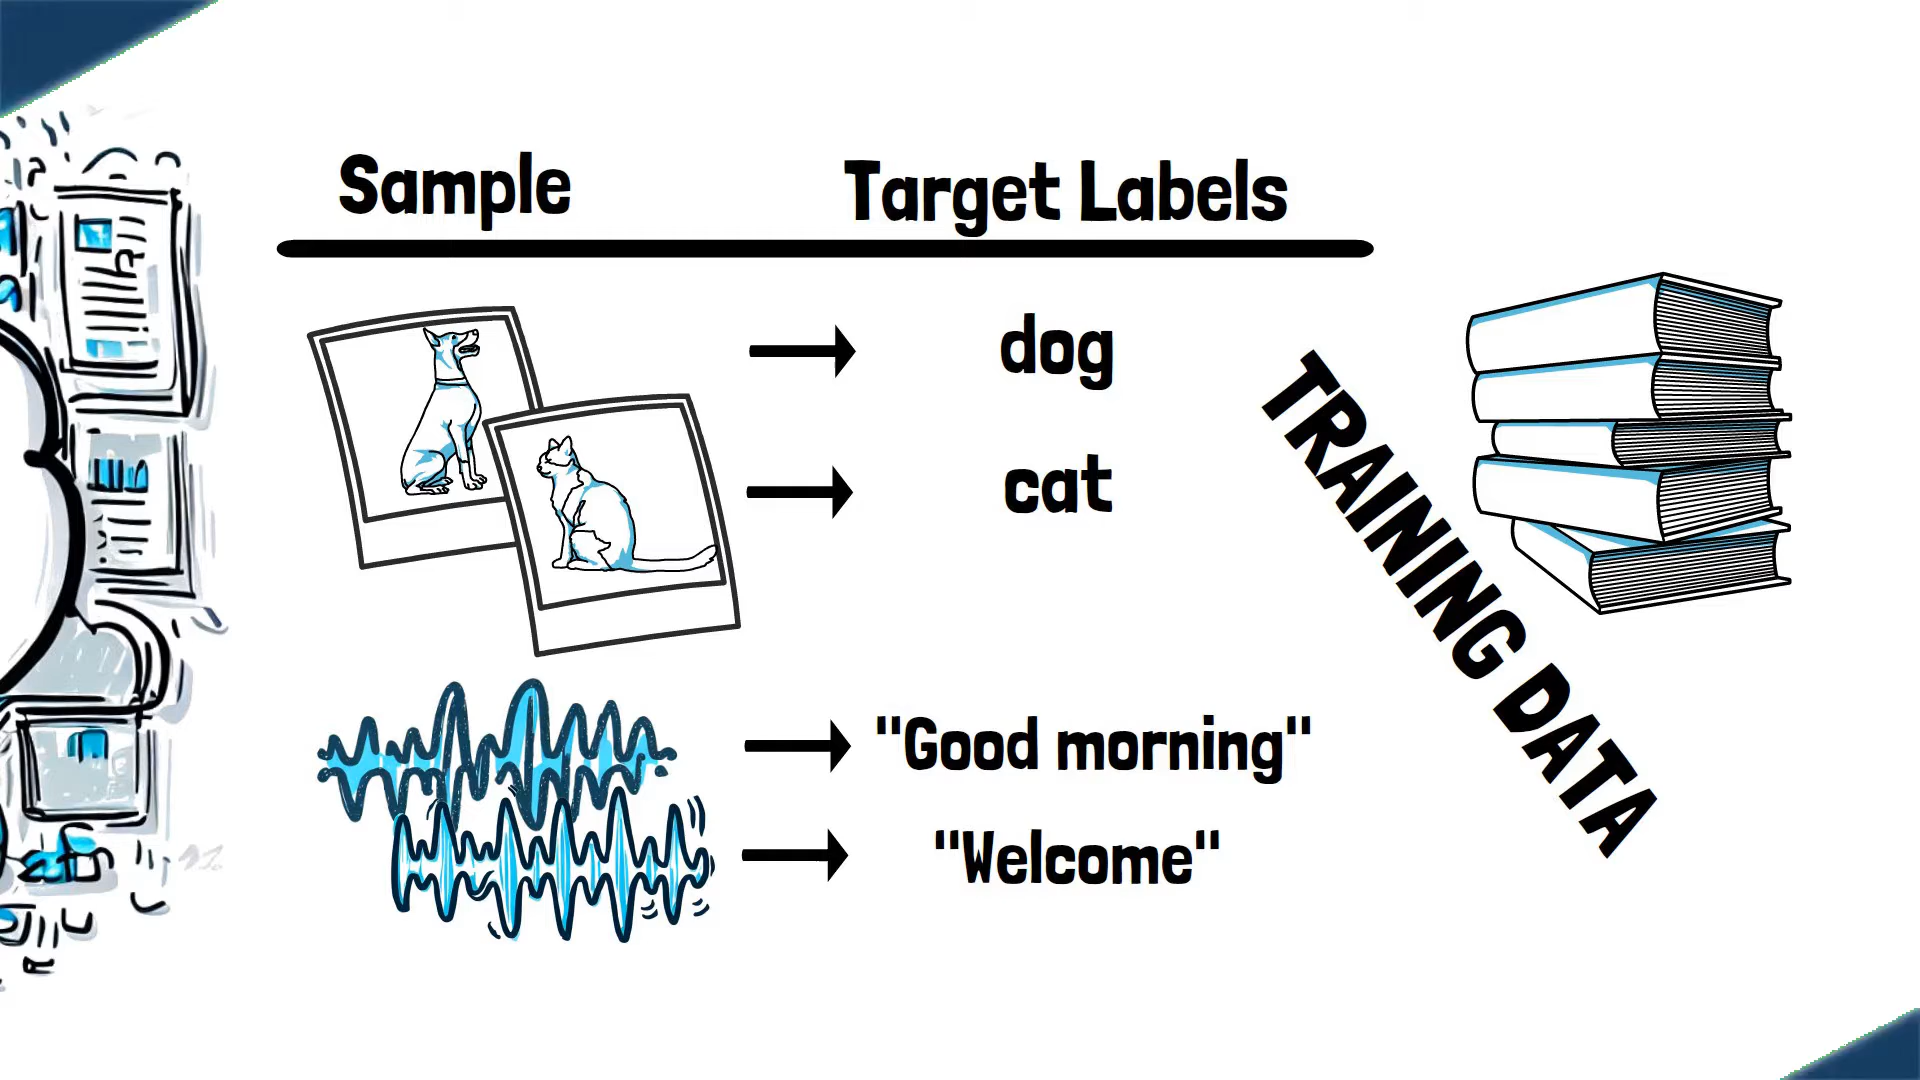 Sample
Target Labels
dog
cat
TRAINING DATA
"Good morning"
"Welcome"